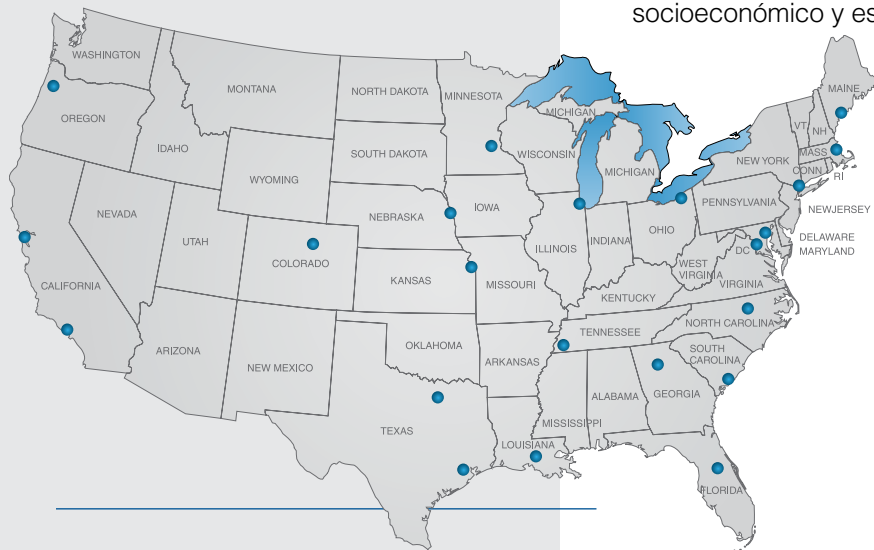 socioeconómico y es
WASHINGTON
MAINE
MONTANA
NORTH DAKOTA
MINNESOTA
MICHIGAN
OREGON
VT
NH
IDAHO
SOUTH DAKOTA
WISCONSIN
MICHIGAN
NEW YORK
MASS
CONN
RI
WYOMING
NEVADA
NEBRASKA
IOWA
PENNSYLVANIA
NEWJERSEY
UTAH
COLORADO
ILLINOIS
INDIANA
OHIO
DELAWARE
DC
MARYLAND
WEST
VIRGINIA
CALIFORNIA
KANSAS
MISSOURI
VIRGINIA
KENTUCKY
ARIZONA
NEW MEXICO
OKLAHOMA
ARKANSAS
TENNESSEE
NORTH CAROLINA
SOUTH
CAROLINA
TEXAS
MISSISSIPPI
ALABAMA
GEORGIA
LOUISIANA
FLORIDA